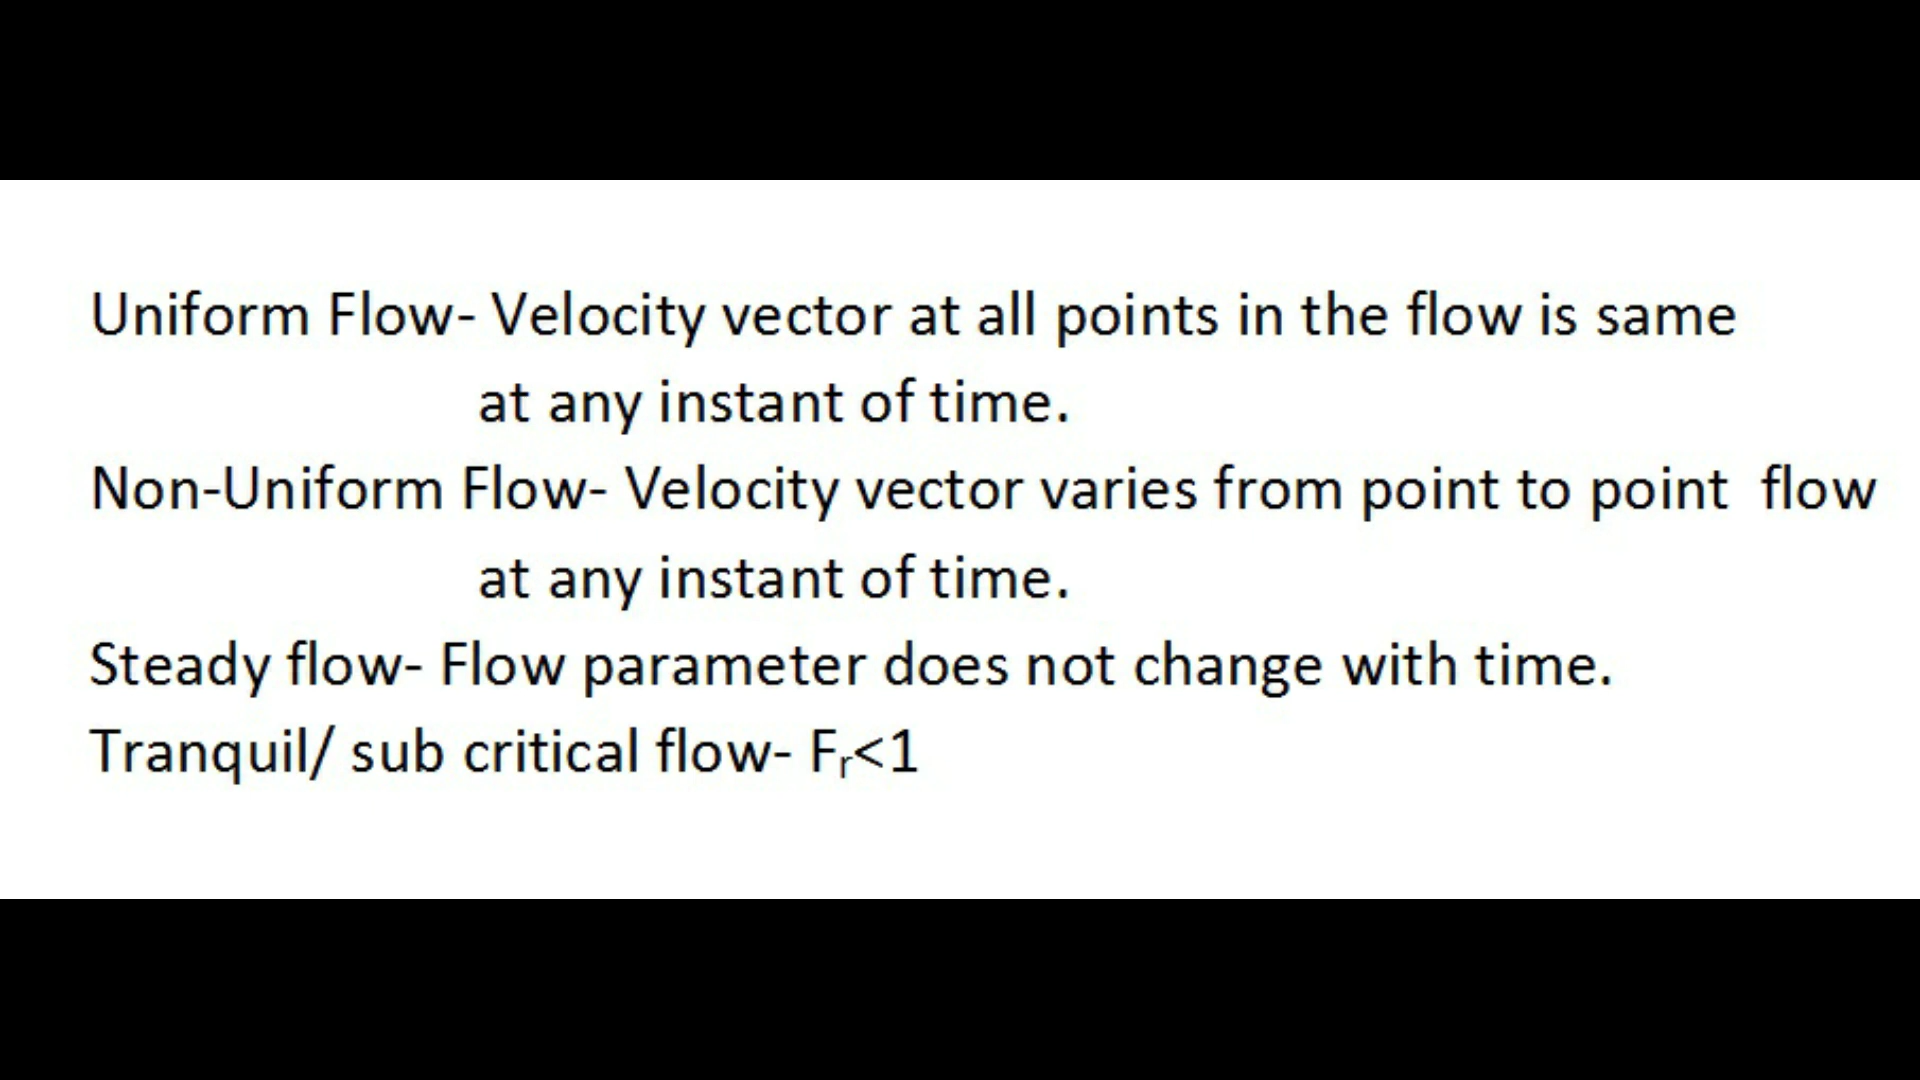 Uniform Flow- Velocity vector at all points in the flow is same
at any instant of time.
Non-Uniform Flow- Velocity vector varies from point to point  flow
at any instant of time.
Steady flow- Flow parameter does not change with time.
Tranquil/ sub critical flow- Fᵣ<1